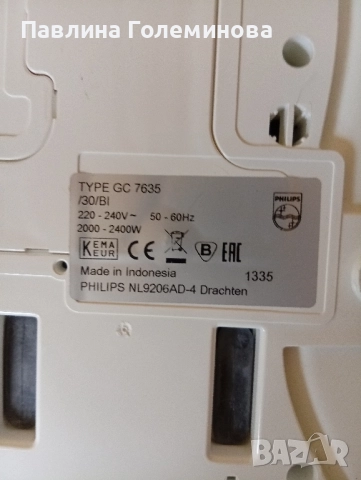 Павлина Големинова
TYPE GC 7635
/30/BI
220 - 240V~ 50 - 60Hz
2000 - 2400W
PHILIPS
KEMA
KEUR
CE
B
EAC
Made in Indonesia 1335
PHILIPS NL9206AD-4 Drachten
BAZAR